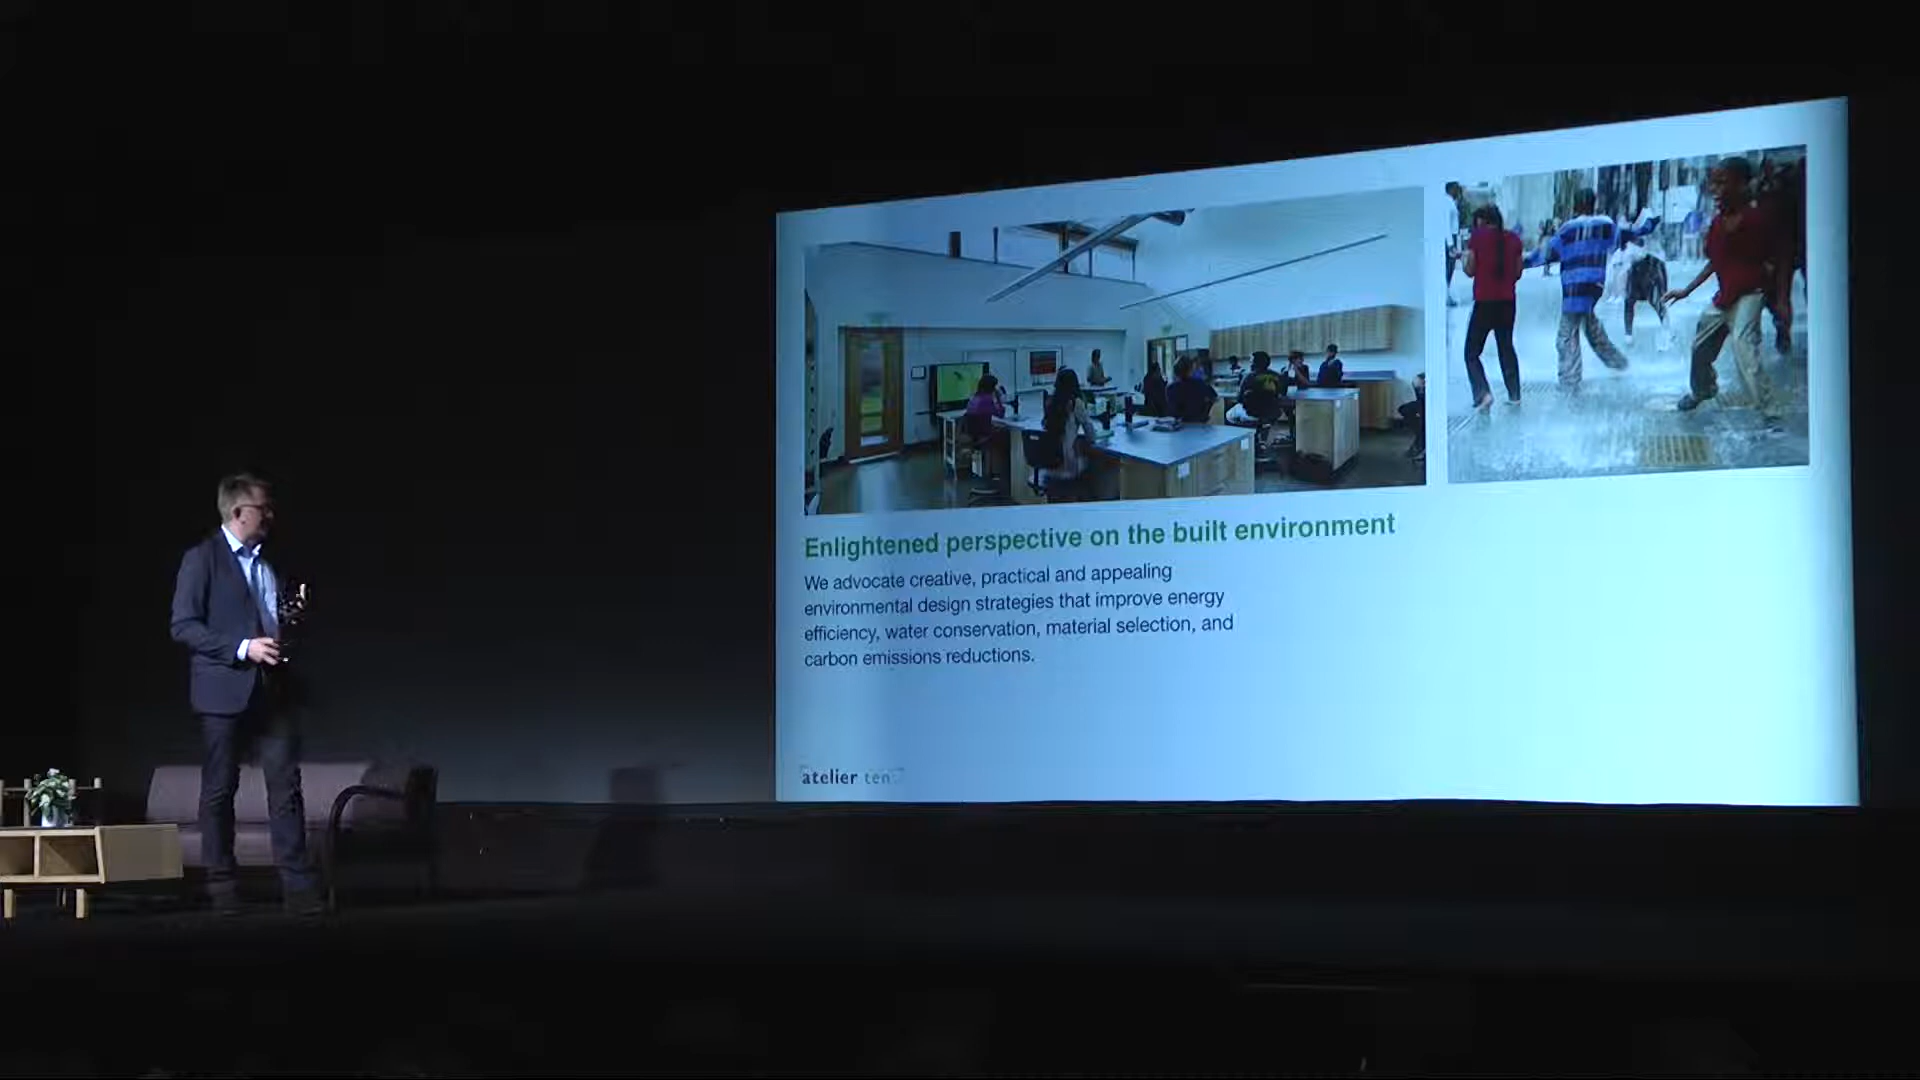 Enlightened perspective on the built environment
We advocate creative, practical and appealing
environmental design strategies that improve energy
efficiency, water conservation, material selection, and
carbon emissions reductions.
atelier ten